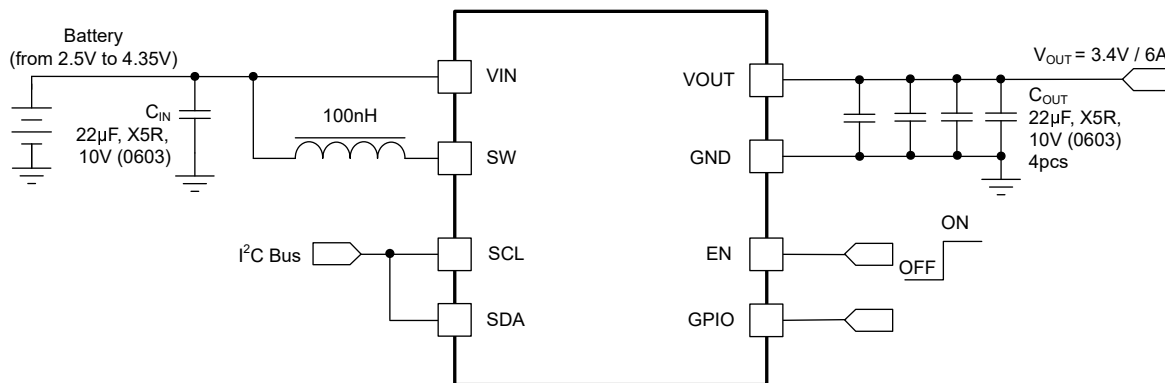 Battery
(from 2.5V to 4.35V)
VIN
VOUT
V_OUT = 3.4V / 6A
C_IN
22µF, X5R,
10V (0603)
100nH
C_OUT
22µF, X5R,
10V (0603)
4pcs
SW
GND
I²C Bus
SCL
EN
ON
OFF
SDA
GPIO